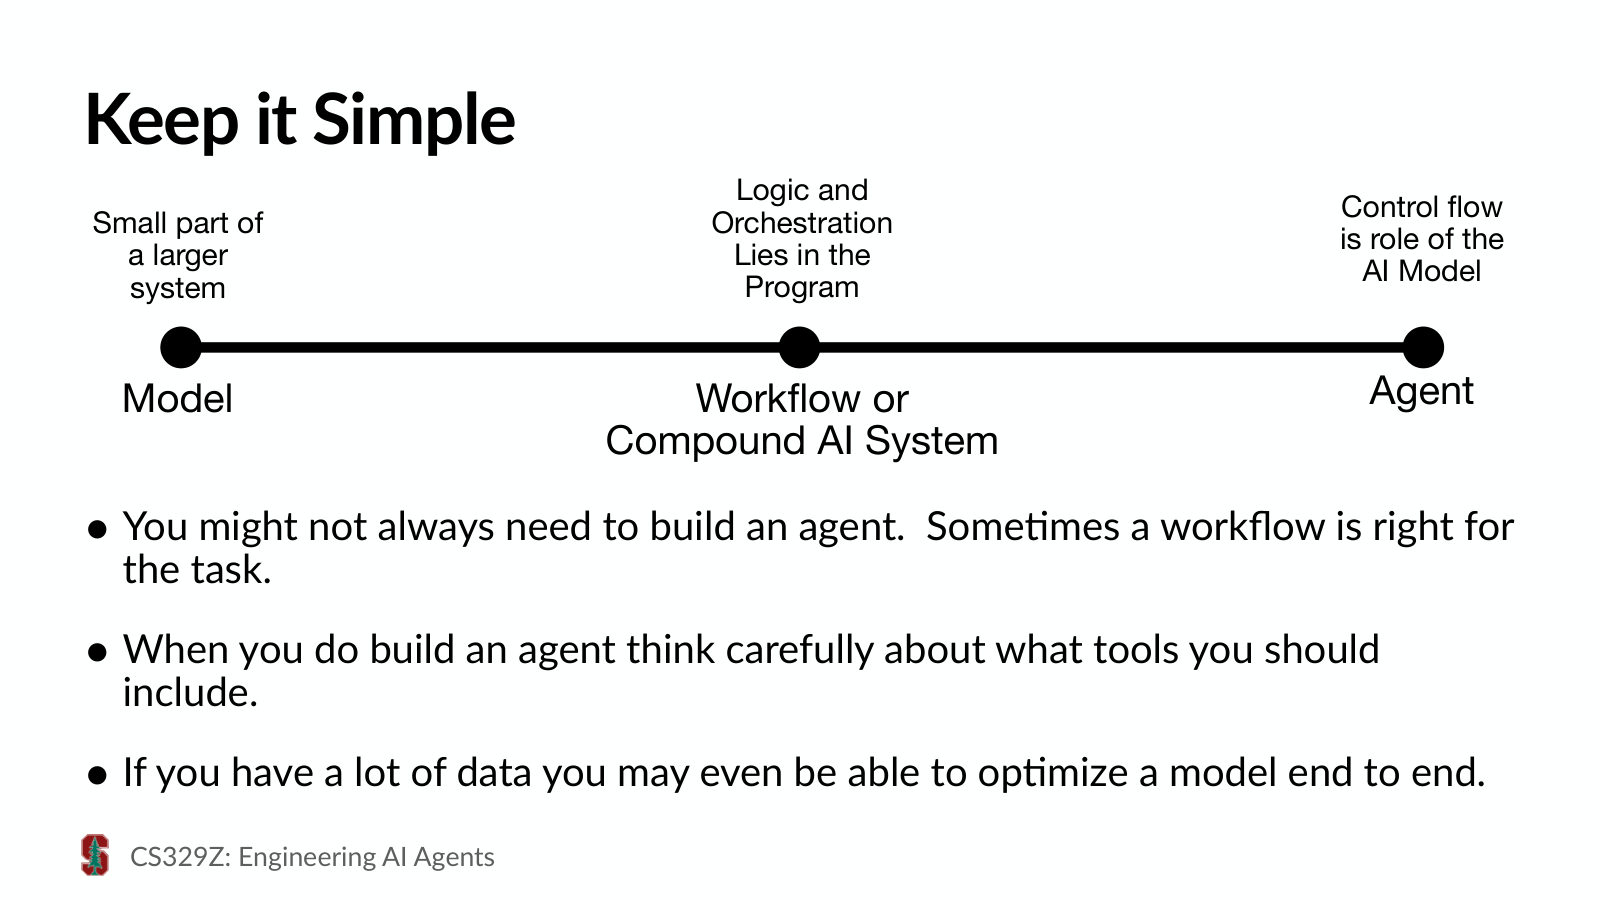 Keep it Simple
Small part of
a larger
system
Logic and
Orchestration
Lies in the
Program
Control flow
is role of the
AI Model
Model
Workflow or
Compound AI System
Agent
● You might not always need to build an agent.  Sometimes a workflow is right for
the task.
● When you do build an agent think carefully about what tools you should
include.
● If you have a lot of data you may even be able to optimize a model end to end.
CS329Z: Engineering AI Agents